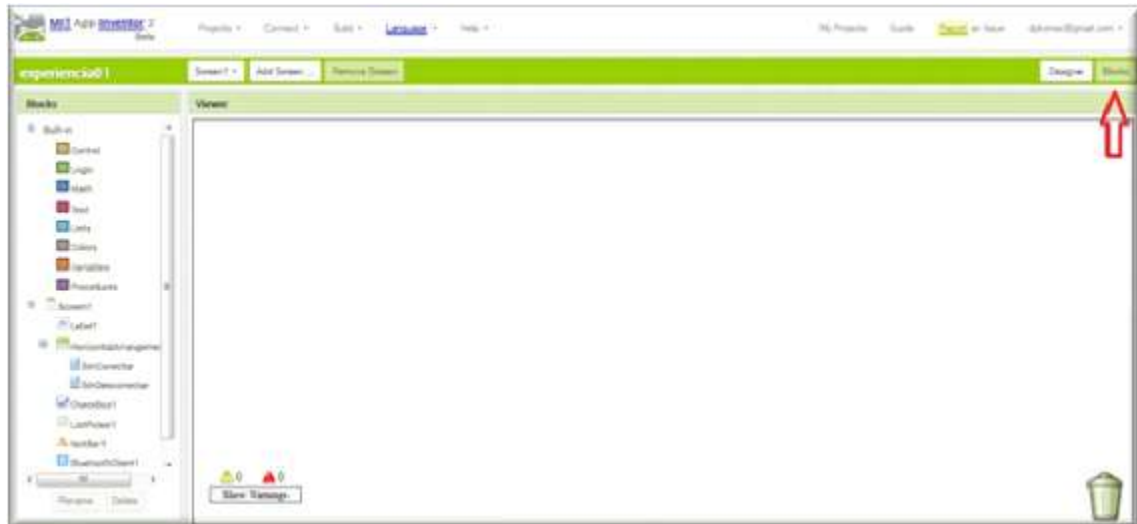 MIT App Inventor 2
Beta
Projects Connect Build Language Help
My Projects Guide Report an Issue
experiencia01
Screen1 Add Screen ... Remove Screen
Designer Blocks
Blocks
Viewer
Built-in
Control
Logic
Math
Text
Lists
Colors
Variables
Procedures
Screen1
Label1
HorizontalArrangeme
BtnConectar
BtnDesconectar
CheckBox1
ListPicker1
Notifier1
BluetoothClient1
0 0
Show Warnings
Rename Delete